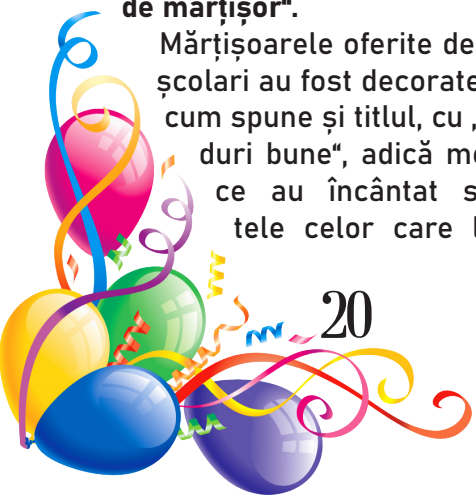 de mărțișor".
Mărțișoarele oferite de
școlari au fost decorate
cum spune și titlul, cu „
duri bune“, adică me
ce au încântat s
tele celor care l
20